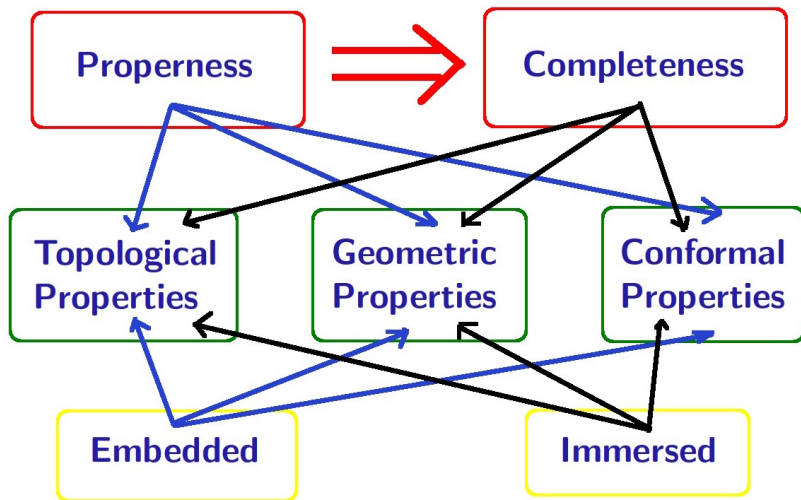 Properness
Completeness
Topological
Properties
Geometric
Properties
Conformal
Properties
Embedded
Immersed